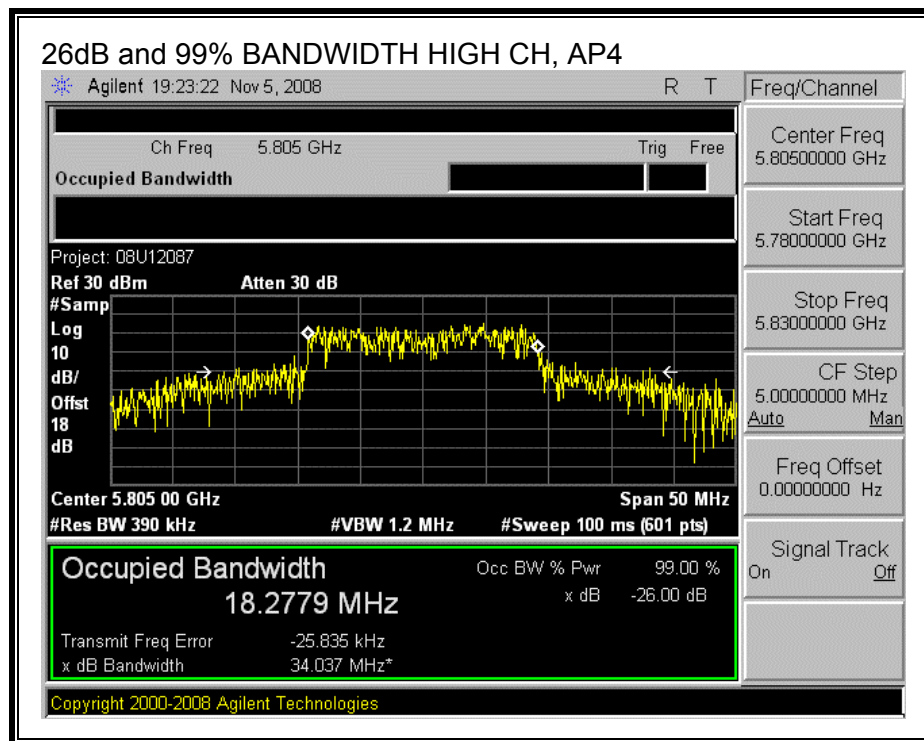 26dB and 99% BANDWIDTH HIGH CH, AP4
Agilent 19:23:22 Nov 5, 2008 R T
Freq/Channel
Ch Freq 5.805 GHz Trig Free
Occupied Bandwidth
Center Freq
5.80500000 GHz
Start Freq
5.78000000 GHz
Stop Freq
5.83000000 GHz
CF Step
5.00000000 MHz
Auto Man
Freq Offset
0.00000000 Hz
Signal Track
On Off
Project: 08U12087
Ref 30 dBm Atten 30 dB
#Samp
Log
10
dB/
Offst
18
dB
Center 5.805 00 GHz Span 50 MHz
#Res BW 390 kHz #VBW 1.2 MHz #Sweep 100 ms (601 pts)
Occupied Bandwidth Occ BW % Pwr 99.00 %
18.2779 MHz x dB -26.00 dB
Transmit Freq Error -25.835 kHz
x dB Bandwidth 34.037 MHz*
Copyright 2000-2008 Agilent Technologies